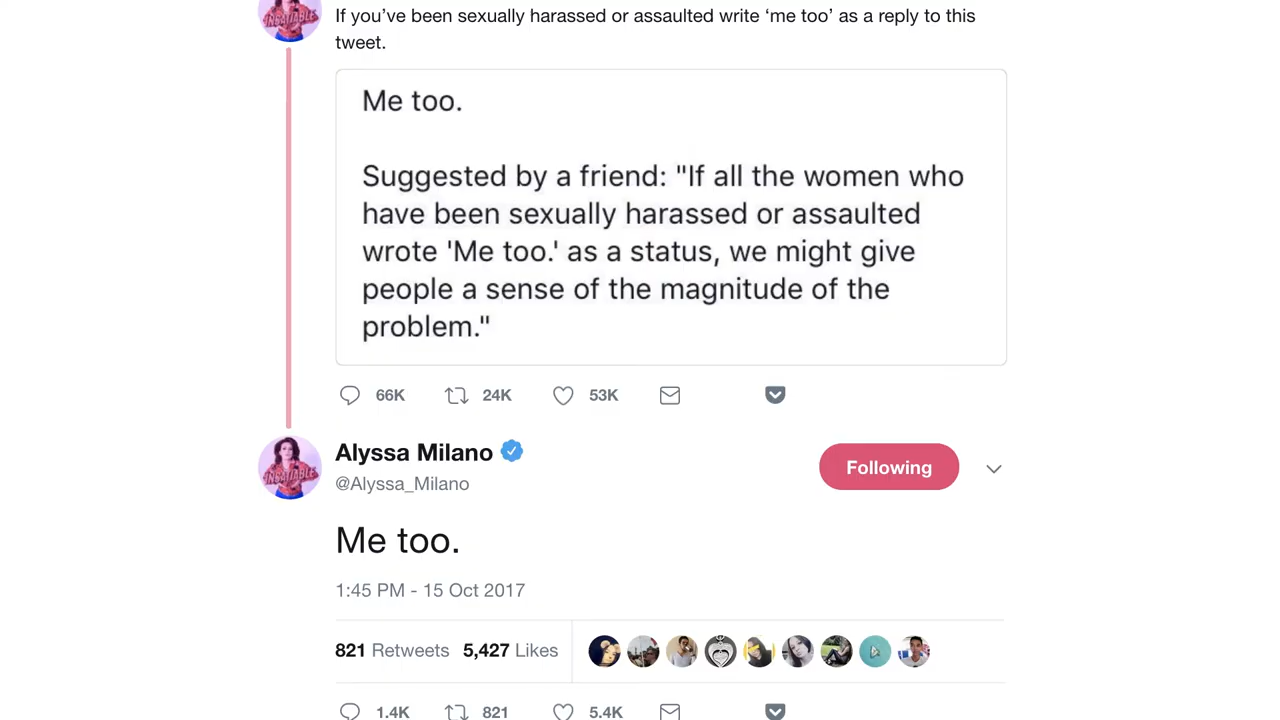 If you’ve been sexually harassed or assaulted write ‘me too’ as a reply to this
tweet.
Me too.
Suggested by a friend: "If all the women who
have been sexually harassed or assaulted
wrote 'Me too.' as a status, we might give
people a sense of the magnitude of the
problem."
66K 24K 53K
Alyssa Milano
@Alyssa_Milano
Following
Me too.
1:45 PM - 15 Oct 2017
821 Retweets 5,427 Likes
1.4K 821 5.4K